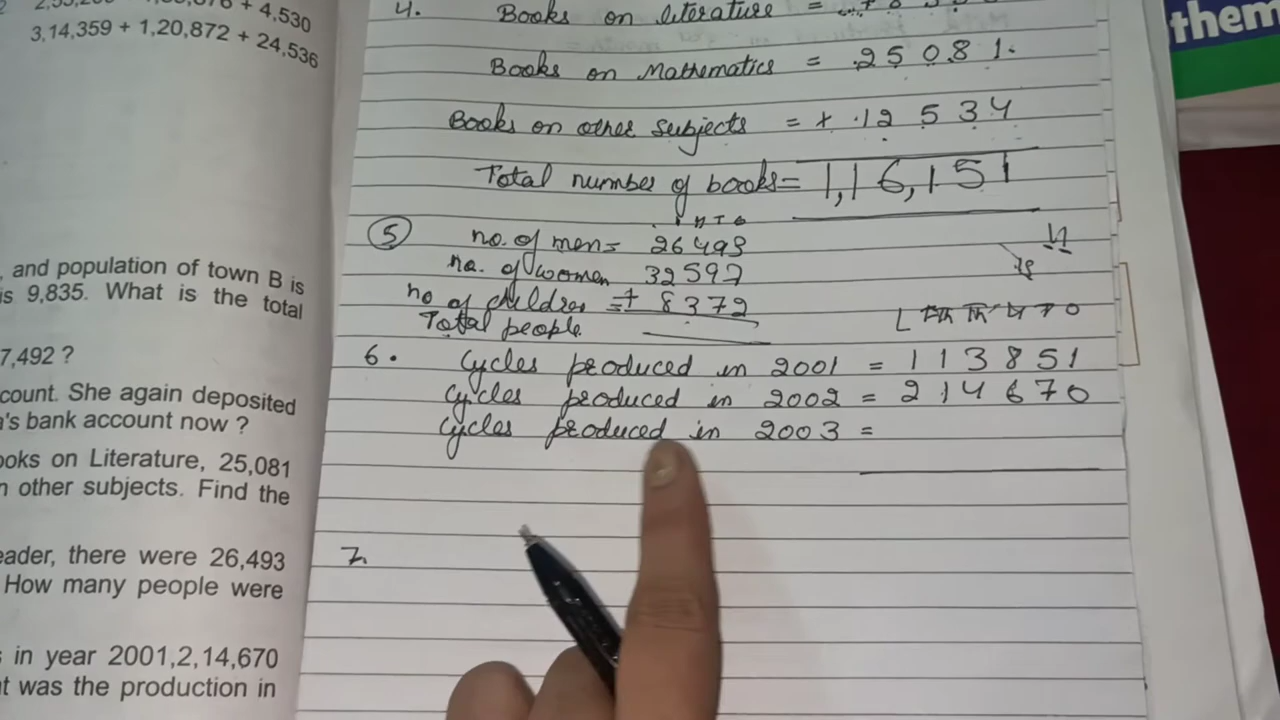 + 4,530
3,14,359 + 1,20,872 + 24,536
, and population of town B is
is 9,835. What is the total
7,492 ?
count. She again deposited
a's bank account now ?
ooks on Literature, 25,081
n other subjects. Find the
eader, there were 26,493
How many people were
s in year 2001,2,14,670
t was the production in
4. Books on literature =
Books on Mathematics = 25081.
Books on other subjects = + 12534
Total number of books = 1,16,151
5 no. of men = 26493
no. of women 32597
no of children = + 8372
Total people
L T O
6. Cycles produced in 2001 = 113851
Cycles produced in 2002 = 214670
Cycles produced in 2003 =
7.
them